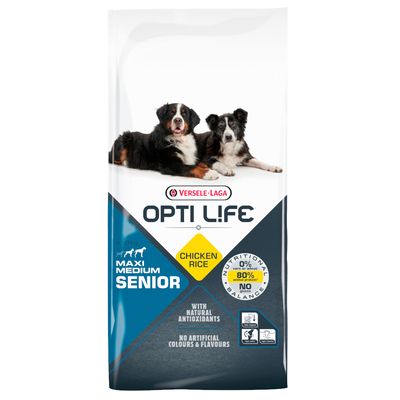 VERSELE-LAGA
OPTI L!FE
CHICKEN
RICE
MAXI
MEDIUM
SENIOR
NUTRITIONAL
0%
80%
NO
BALANCE
WITH
NATURAL
ANTIOXIDANTS
NO ARTIFICIAL
COLOURS & FLAVOURS